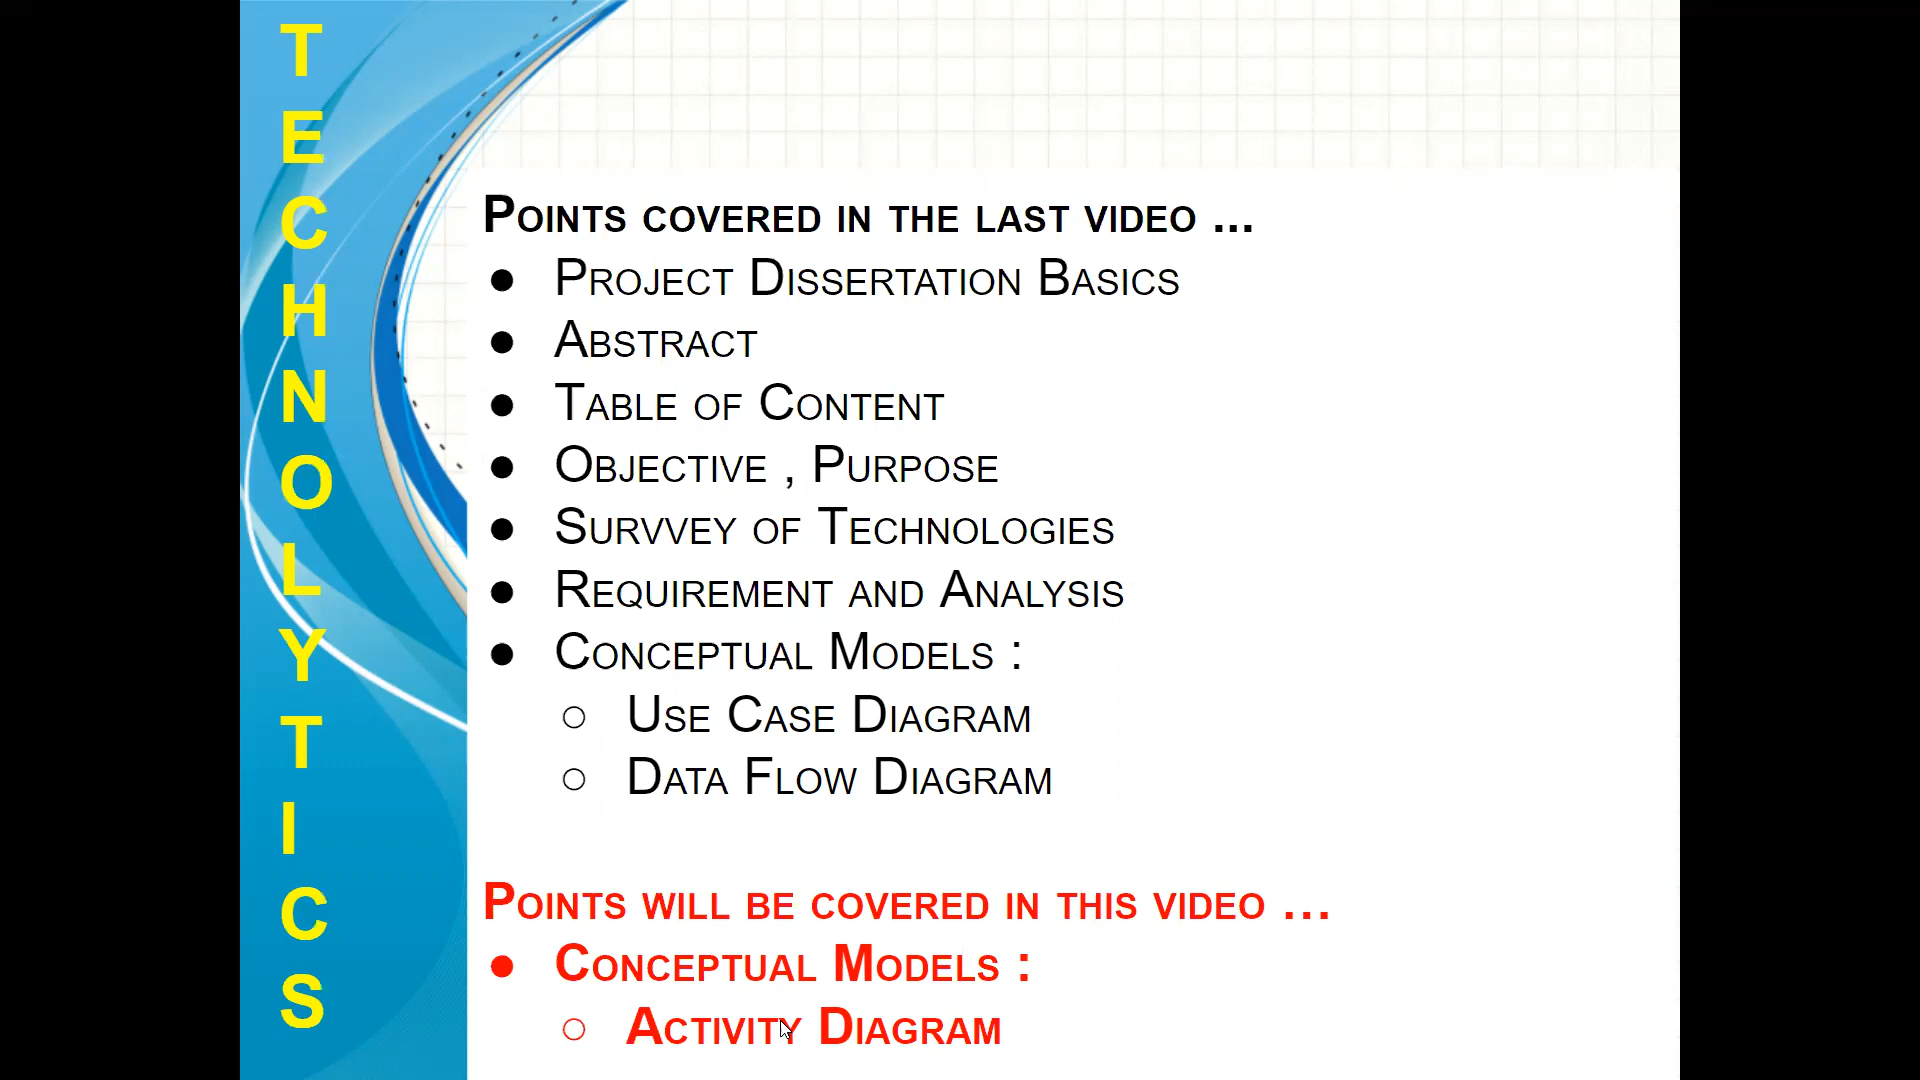 TECHNOLYTICS
Points covered in the last video ...
● Project Dissertation Basics
● Abstract
● Table of Content
● Objective , Purpose
● Survvey of Technologies
● Requirement and Analysis
● Conceptual Models :
○ Use Case Diagram
○ Data Flow Diagram
Points will be covered in this video ...
● Conceptual Models :
○ Activity Diagram